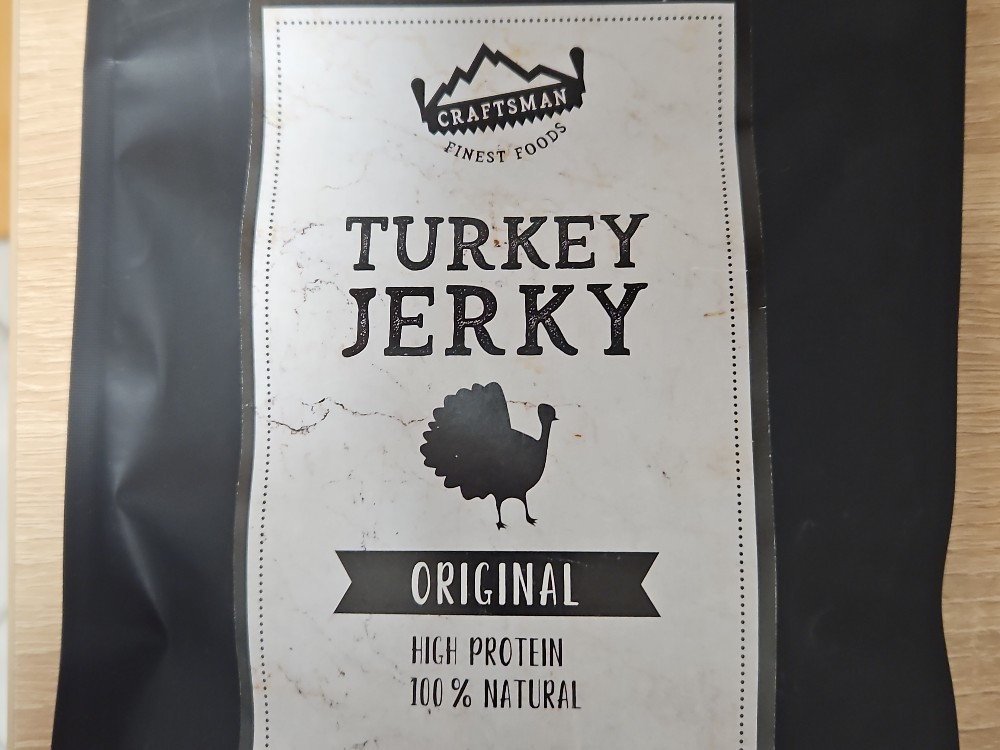 CRAFTSMAN
FINEST FOODS
TURKEY
JERKY
ORIGINAL
HIGH PROTEIN
100 % NATURAL